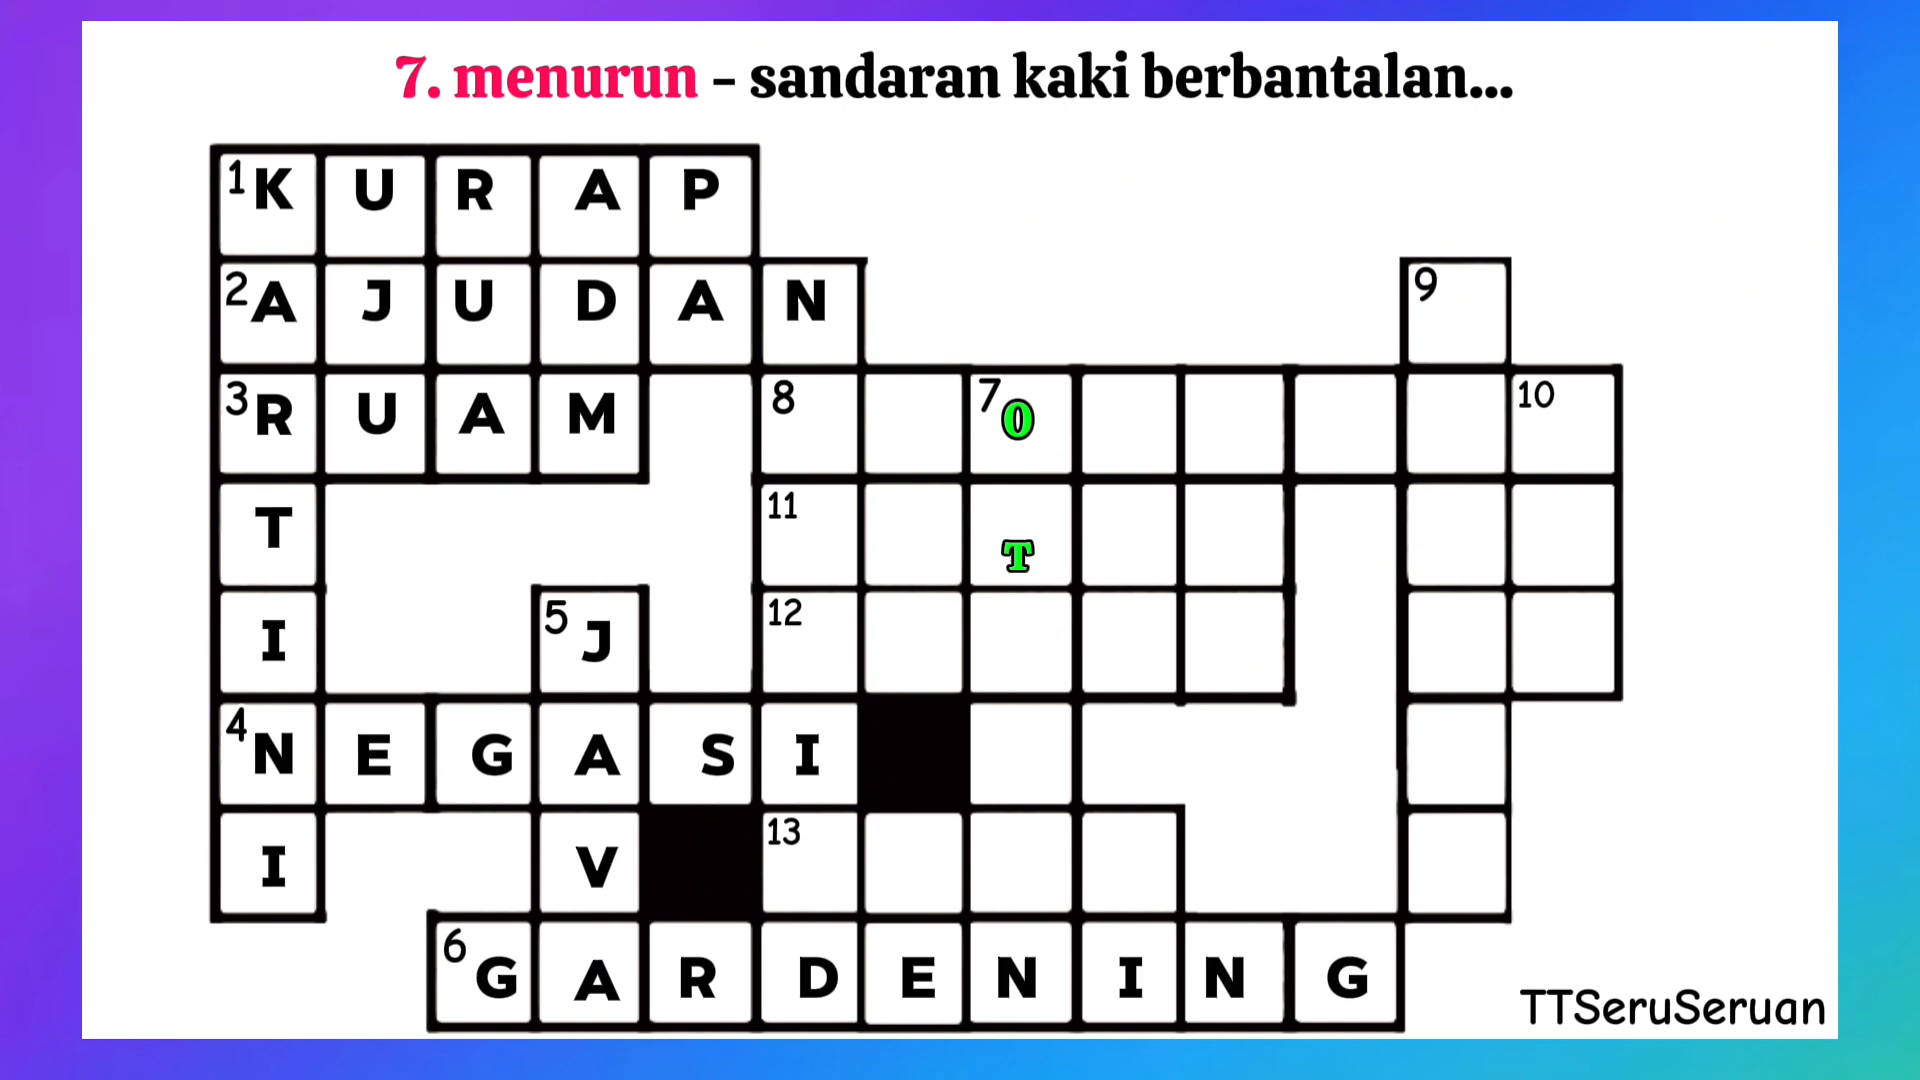 7. menurun - sandaran kaki berbantalan...
1 K U R A P
2 A J U D A N 9
3 R U A M 8 7 O 10
T 11 T
I 5 J 12
4 N E G A S I
I V 13
6 G A R D E N I N G
TTSeruSeruan